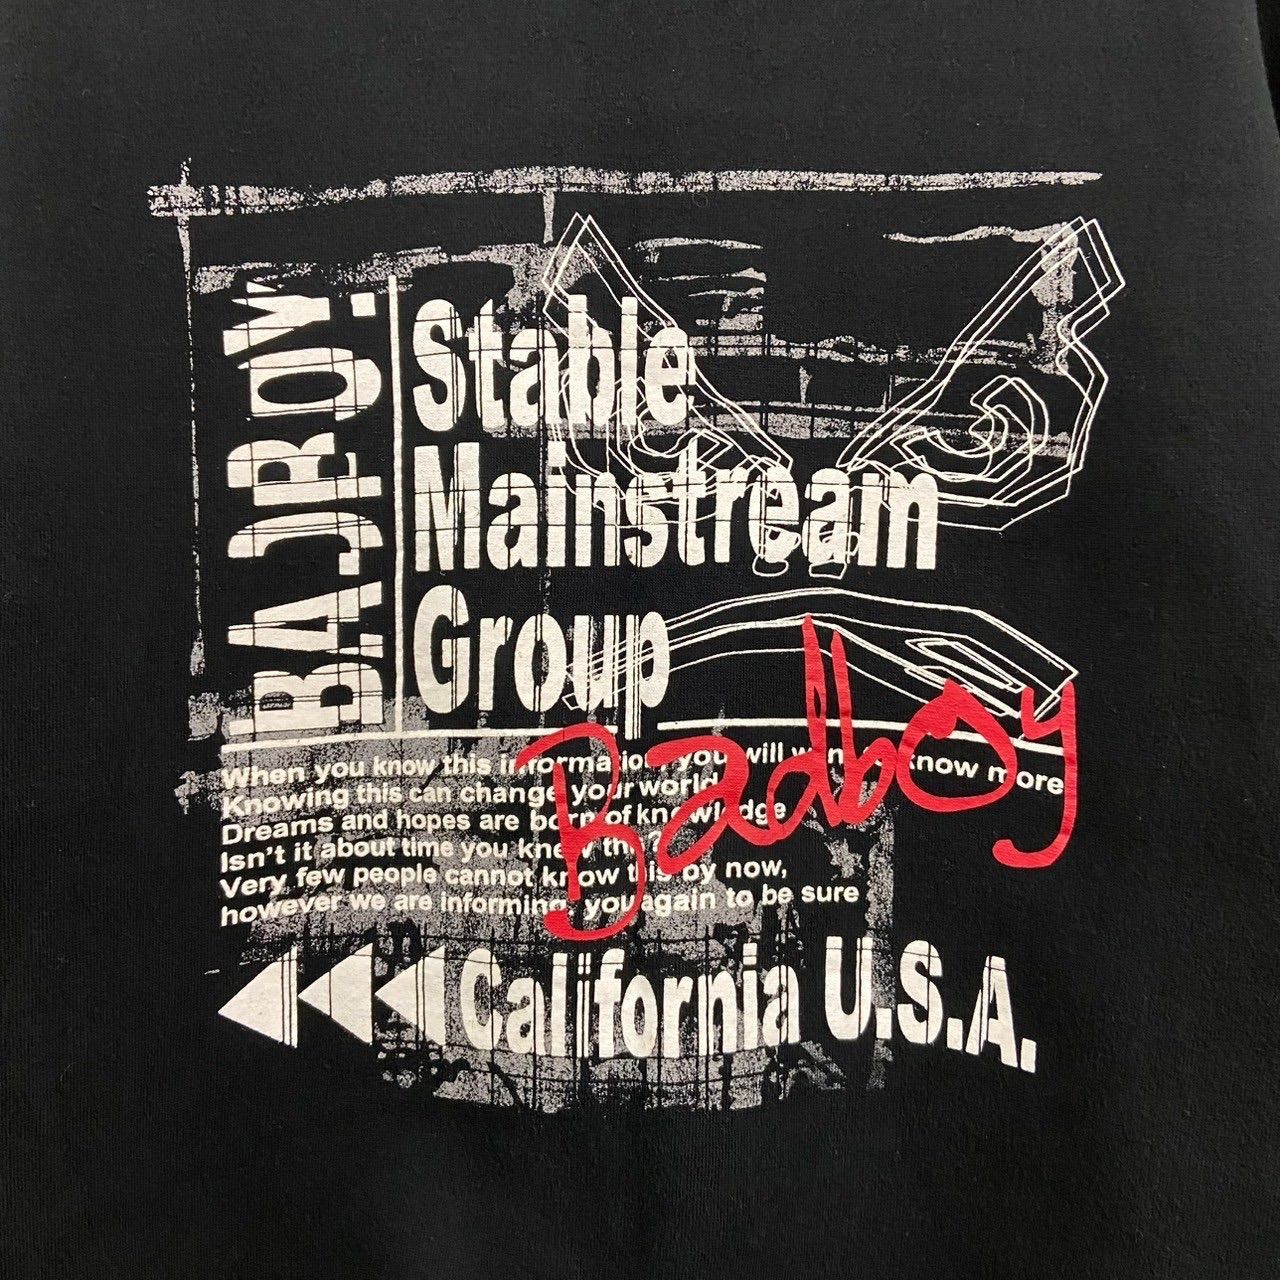 BADBOY.
Stable
Mainstream
Group
Badboy
When you know this information, you will want to know more
Knowing this can change your world
Dreams and hopes are born of knowledge
Isn't it about time you knew this?
Very few people cannot know this by now,
however we are informing, you again to be sure
California U.S.A.